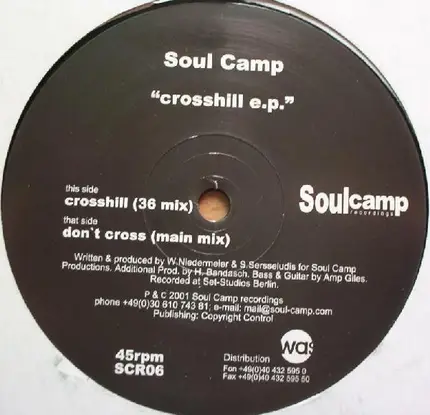 Soul Camp
“crosshill e.p.”
this side
crosshill (36 mix)
that side
don`t cross (main mix)
Soulcamp
recordings
Written & produced by W.Niedermeier & S.Sersseludis for Soul Camp
Productions. Additional Prod. by H. Bandasch. Bass & Guitar by Amp Giles.
Recorded at Set-Studios Berlin.
P & C 2001 Soul Camp recordings
phone +49(0)30 610 743 81; e-mail: mail@soul-camp.com
Publishing: Copyright Control
was
45rpm
SCR06
Distribution
Fon +49(0)40 432 595 0
Fax +49(0)40 432 595 50